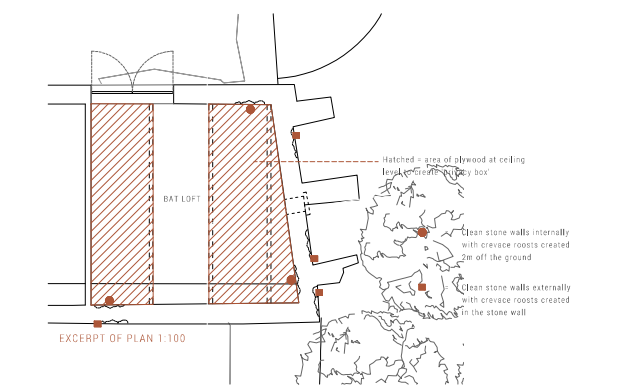 Hatched = area of plywood at ceiling
level to create 'privacy box'
BAT LOFT
Clean stone walls internally
with crevace roosts created
2m off the ground
Clean stone walls externally
with crevace roosts created
in the stone wall
EXCERPT OF PLAN 1:100